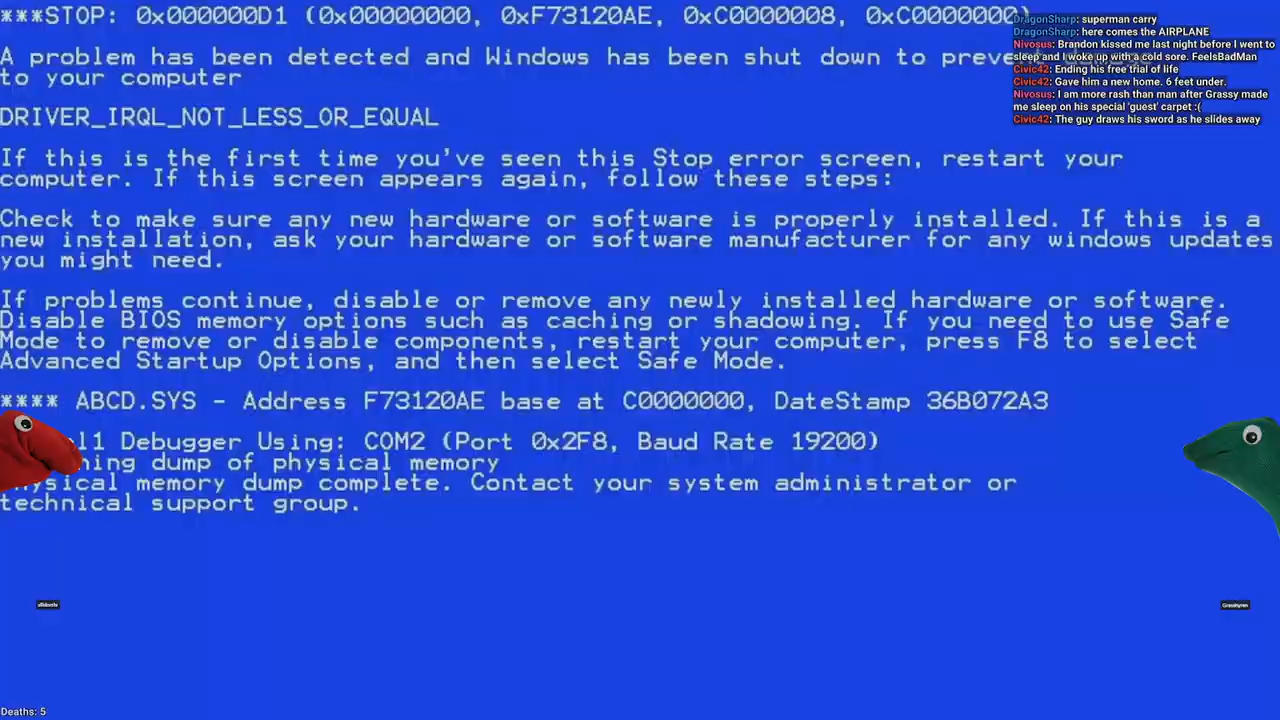 ***STOP: 0x000000D1 (0x00000000, 0xF73120AE, 0xC0000008, 0xC0000000)
A problem has been detected and Windows has been shut down to prevent
to your computer
DRIVER_IRQL_NOT_LESS_OR_EQUAL
If this is the first time you've seen this Stop error screen, restart your
computer. If this screen appears again, follow these steps:
Check to make sure any new hardware or software is properly installed. If this is a
new installation, ask your hardware or software manufacturer for any windows updates
you might need.
If problems continue, disable or remove any newly installed hardware or software.
Disable BIOS memory options such as caching or shadowing. If you need to use Safe
Mode to remove or disable components, restart your computer, press F8 to select
Advanced Startup Options, and then select Safe Mode.
**** ABCD.SYS - Address F73120AE base at C0000000, DateStamp 36B072A3
l1 Debugger Using: COM2 (Port 0x2F8, Baud Rate 19200)
ning dump of physical memory
ysical memory dump complete. Contact your system administrator or
technical support group.
DragonSharp: superman carry
DragonSharp: here comes the AIRPLANE
Nivosus: Brandon kissed me last night before I went to
sleep and I woke up with a cold sore. FeelsBadMan
Civic42: Ending his free trial of life
Civic42: Gave him a new home. 6 feet under.
Nivosus: I am more rash than man after Grassy made
me sleep on his special 'guest' carpet :(
Civic42: The guy draws his sword as he slides away
Deaths: 5